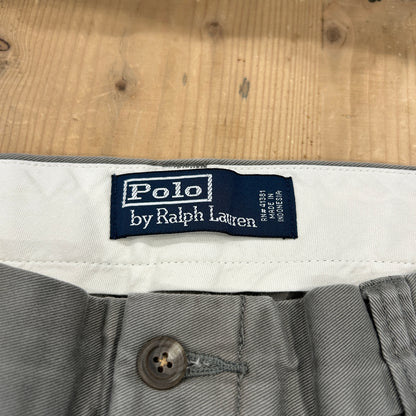 Polo
by Ralph Lauren
RN# 41381
MADE IN
INDONESIA